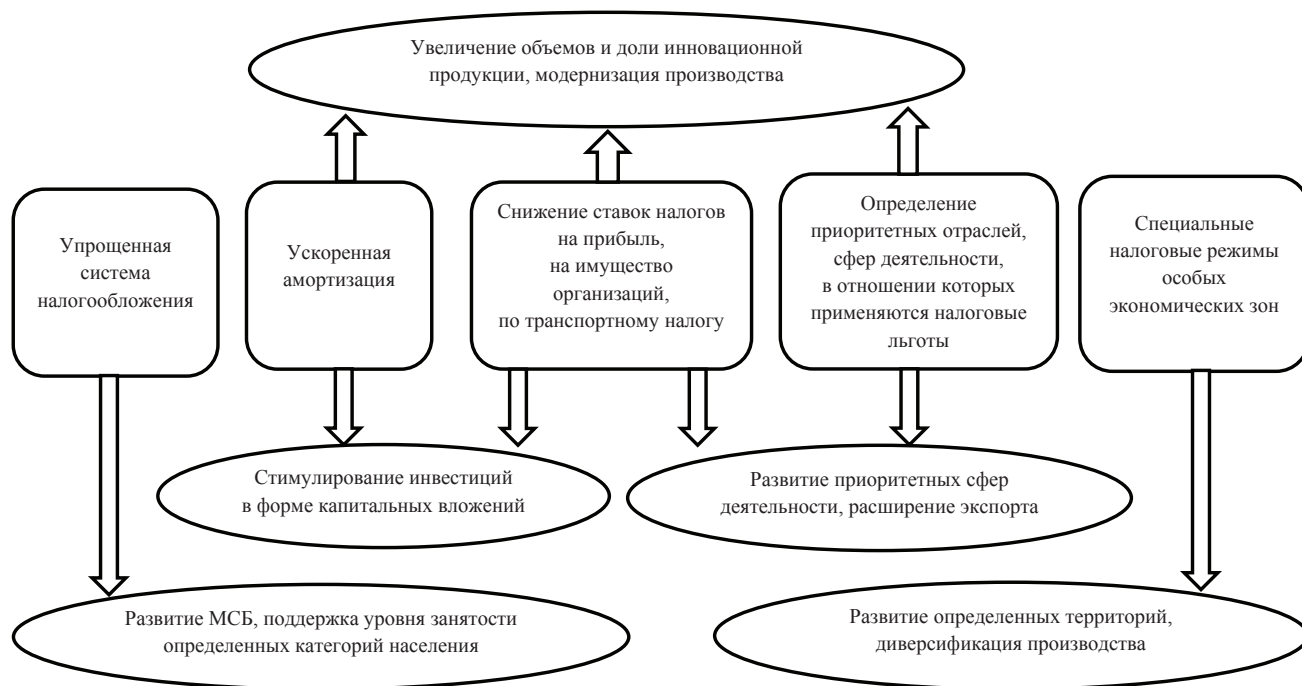 Увеличение объемов и доли инновационной
продукции, модернизация производства
Упрощенная
система
налогообложения
Ускоренная
амортизация
Снижение ставок налогов
на прибыль,
на имущество
организаций,
по транспортному налогу
Определение
приоритетных отраслей,
сфер деятельности,
в отношении которых
применяются налоговые
льготы
Специальные
налоговые режимы
особых
экономических зон
Стимулирование инвестиций
в форме капитальных вложений
Развитие приоритетных сфер
деятельности, расширение экспорта
Развитие МСБ, поддержка уровня занятости
определенных категорий населения
Развитие определенных территорий,
диверсификация производства